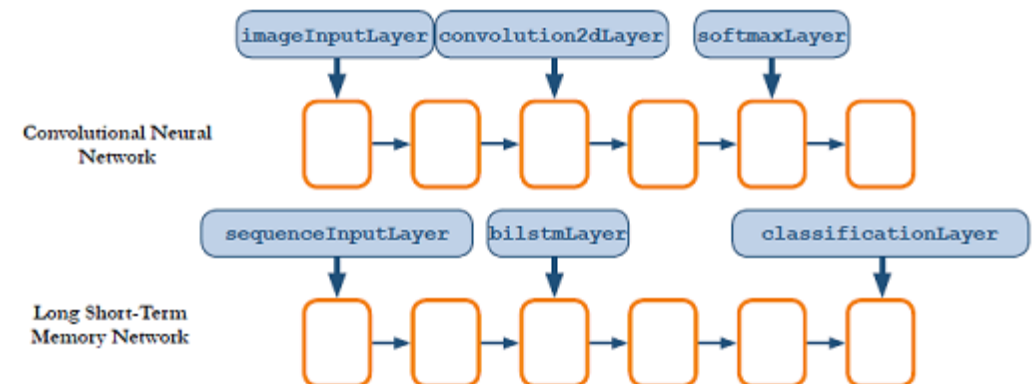 imageInputLayer
convolution2dLayer
softmaxLayer
Convolutional Neural
Network
sequenceInputLayer
bilstmLayer
classificationLayer
Long Short-Term
Memory Network